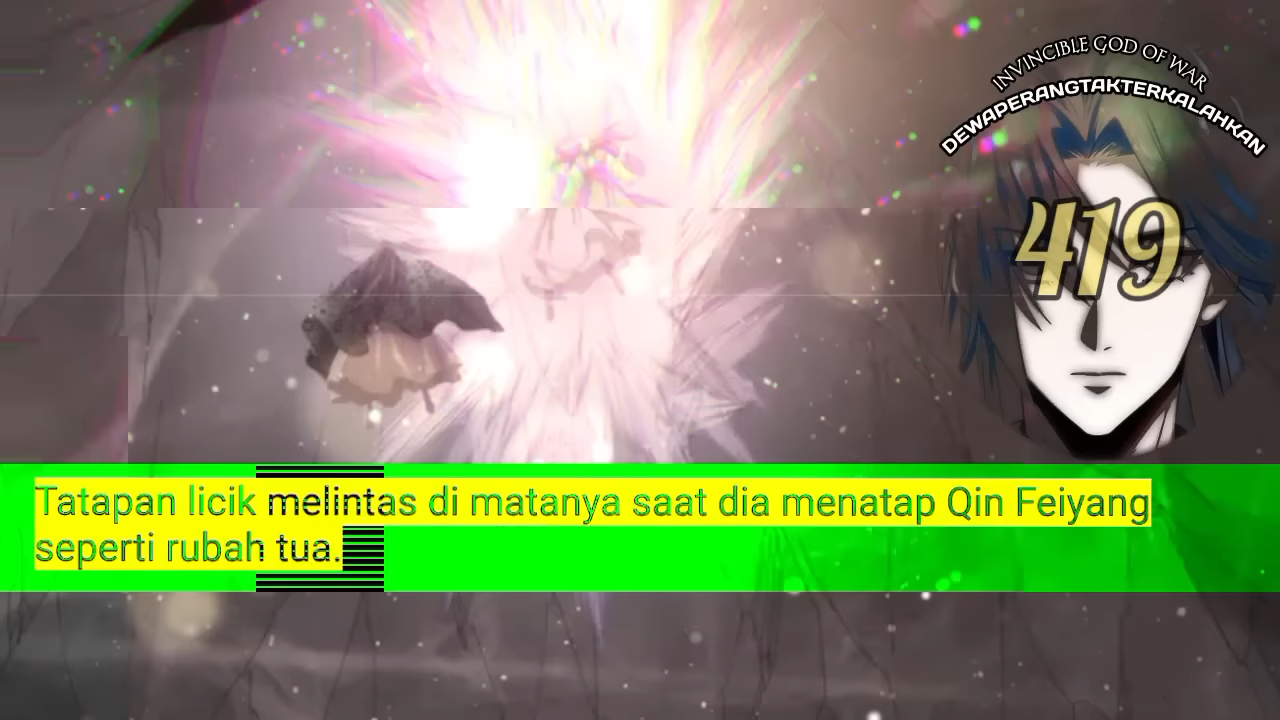 INVINCIBLE GOD OF WAR
DEWAPERANGTAKTERKALAHKAN
419
Tatapan licik melintas di matanya saat dia menatap Qin Feiyang
seperti rubah tua.